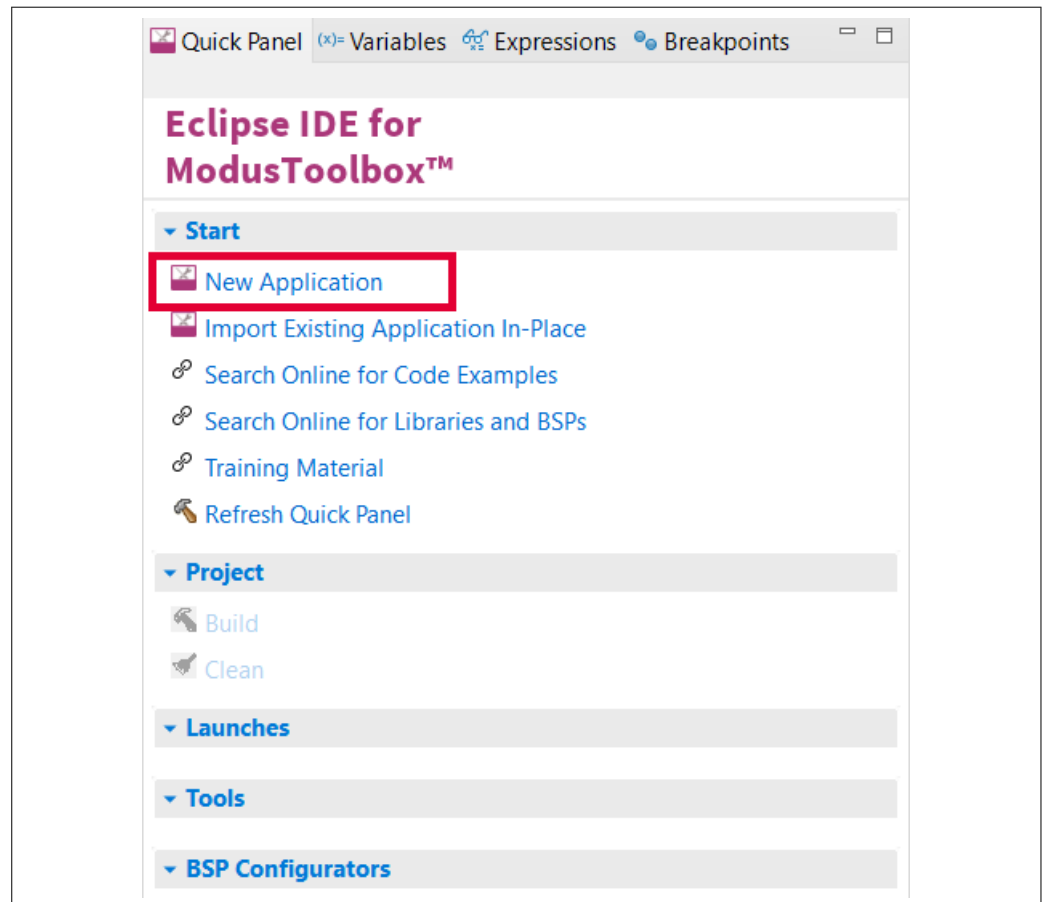 Quick Panel (x)= Variables Expressions Breakpoints
Eclipse IDE for
ModusToolbox™
Start
New Application
Import Existing Application In-Place
Search Online for Code Examples
Search Online for Libraries and BSPs
Training Material
Refresh Quick Panel
Project
Build
Clean
Launches
Tools
BSP Configurators